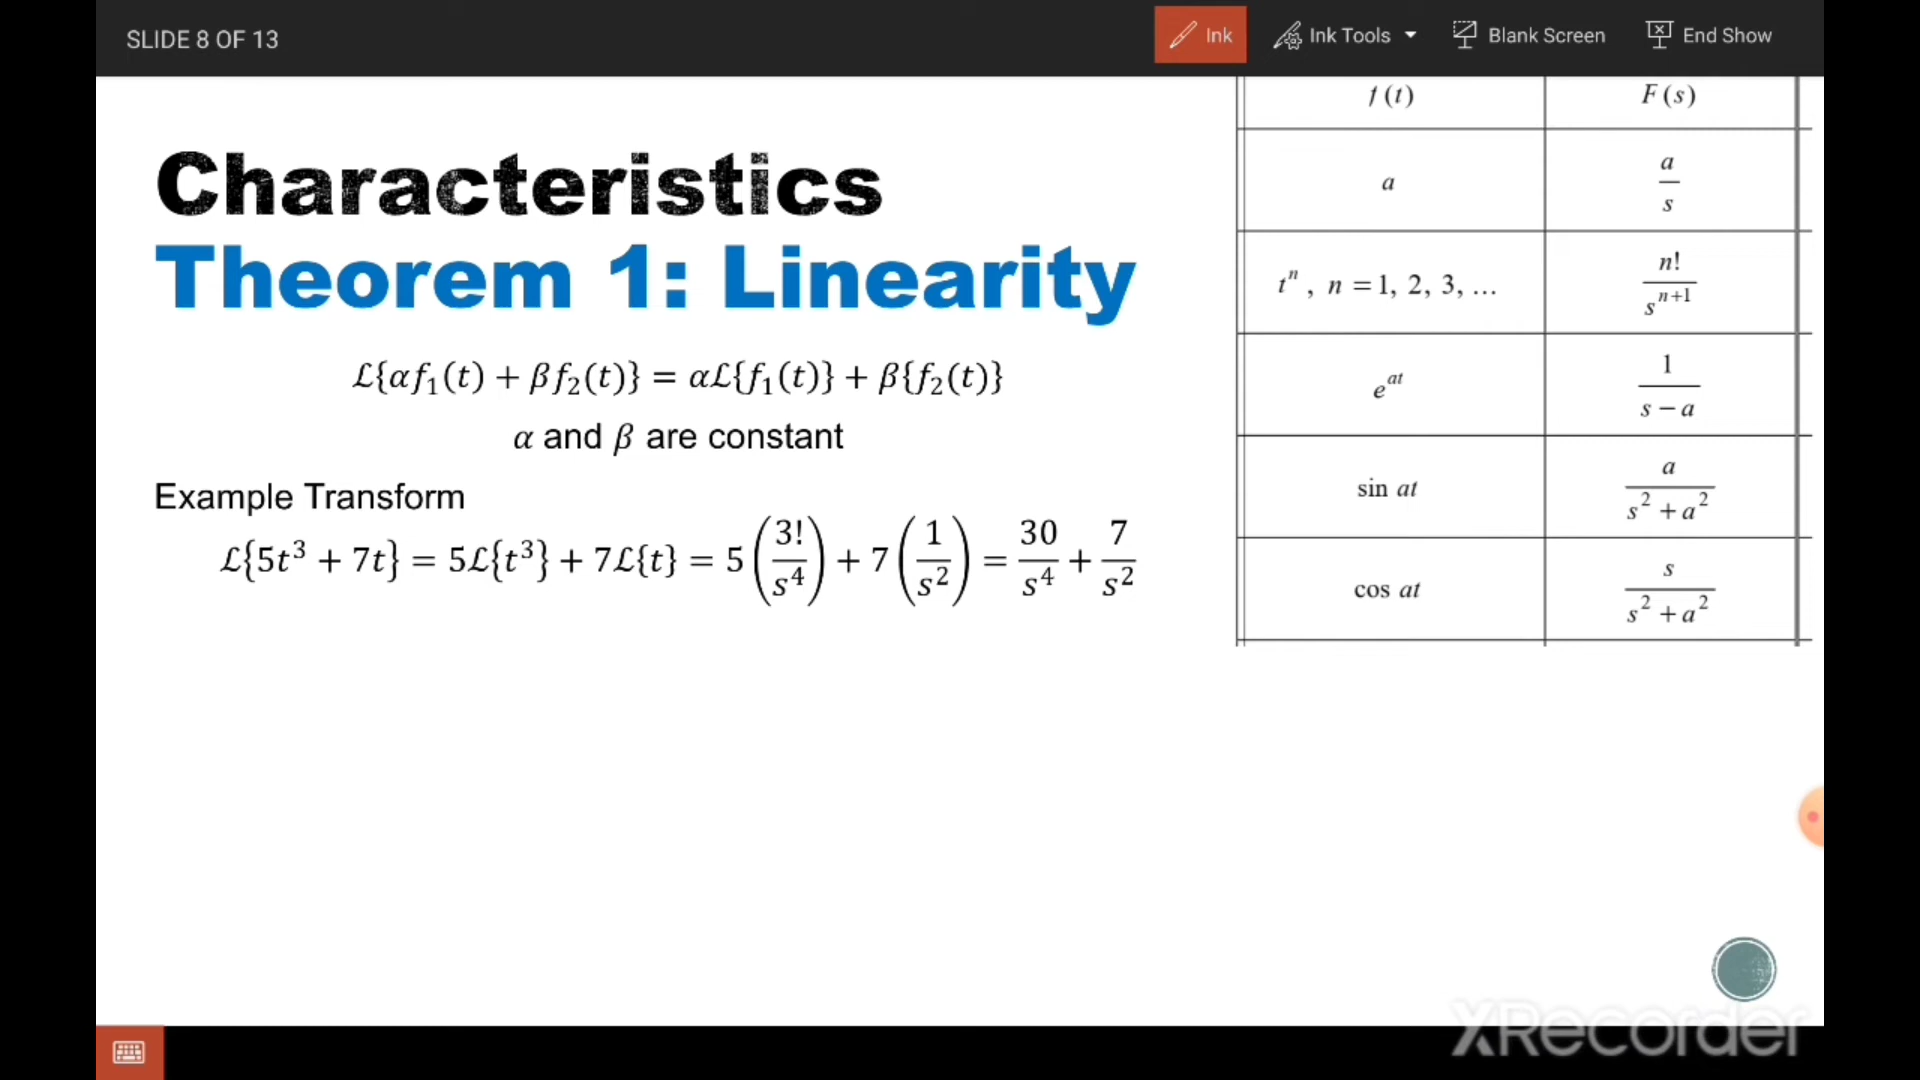 SLIDE 8 OF 13
Ink
Ink Tools
Blank Screen
End Show
Characteristics
Theorem 1: Linearity
ℒ{αf₁(t) + βf₂(t)} = αℒ{f₁(t)} + β{f₂(t)}
α and β are constant
Example Transform
ℒ{5t³ + 7t} = 5ℒ{t³} + 7ℒ{t} = 5(3!/s⁴) + 7(1/s²) = 30/s⁴ + 7/s²
f (t) F (s)
a a/s
tⁿ , n = 1, 2, 3, ... n!/sⁿ⁺¹
eᵃᵗ 1/(s − a)
sin at a/(s² + a²)
cos at s/(s² + a²)
XRecorder